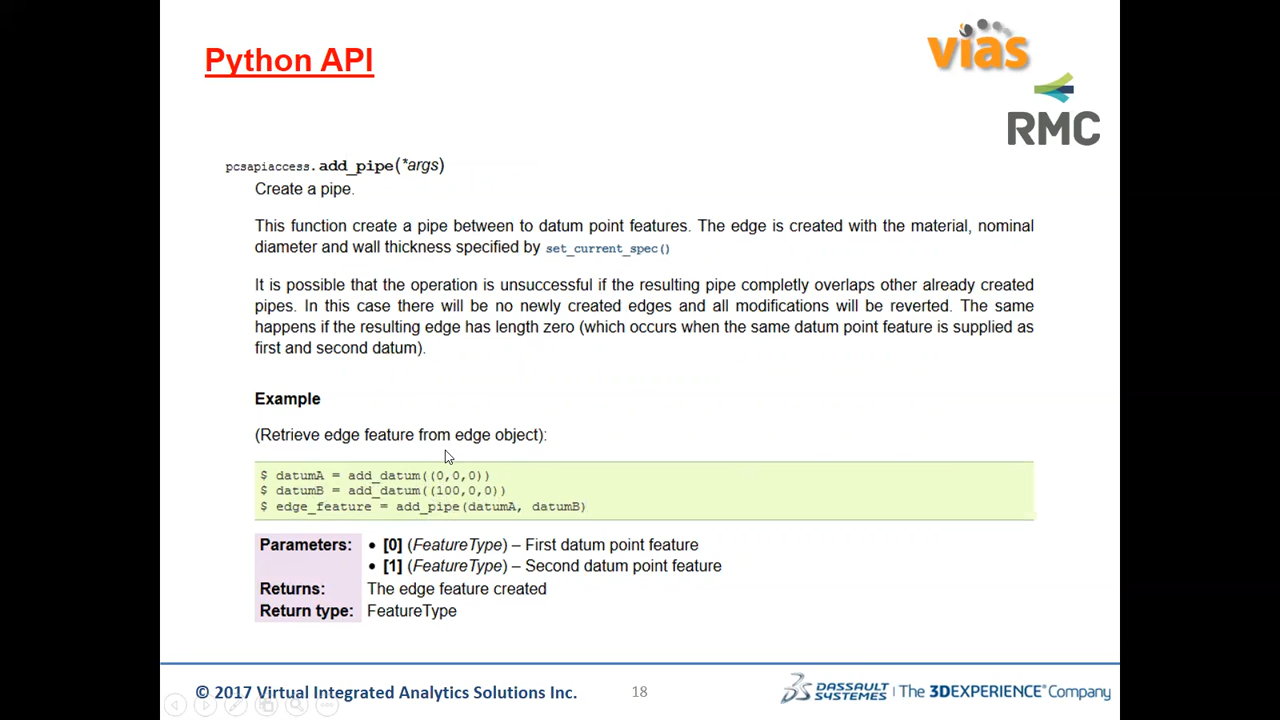 Python API
vias
RMC
pcsapiaccess.add_pipe(*args)
Create a pipe.
This function create a pipe between to datum point features. The edge is created with the material, nominal
diameter and wall thickness specified by set_current_spec()
It is possible that the operation is unsuccessful if the resulting pipe completly overlaps other already created
pipes. In this case there will be no newly created edges and all modifications will be reverted. The same
happens if the resulting edge has length zero (which occurs when the same datum point feature is supplied as
first and second datum).
Example
(Retrieve edge feature from edge object):
$ datumA = add_datum((0,0,0))
$ datumB = add_datum((100,0,0))
$ edge_feature = add_pipe(datumA, datumB)
Parameters: • [0] (FeatureType) – First datum point feature
• [1] (FeatureType) – Second datum point feature
Returns: The edge feature created
Return type: FeatureType
© 2017 Virtual Integrated Analytics Solutions Inc.
18
DASSAULT SYSTEMES | The 3DEXPERIENCE® Company